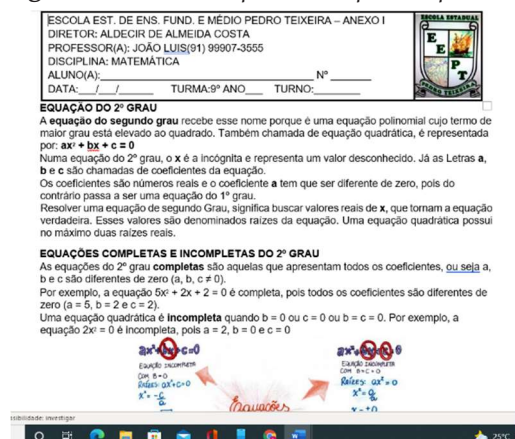 ESCOLA EST. DE ENS. FUND. E MÉDIO PEDRO TEIXEIRA – ANEXO I
DIRETOR: ALDECIR DE ALMEIDA COSTA
PROFESSOR(A): JOÃO LUIS(91) 99907-3555
DISCIPLINA: MATEMÁTICA
ALUNO(A):______ Nº ______
DATA:___/___/______ TURMA:9º ANO___ TURNO:________
ESCOLA ESTADUAL
E
E
P
T
PEDRO TEIXEIRA
EQUAÇÃO DO 2º GRAU
A equação do segundo grau recebe esse nome porque é uma equação polinomial cujo termo de
maior grau está elevado ao quadrado. Também chamada de equação quadrática, é representada
por: ax² + bx + c = 0
Numa equação do 2º grau, o x é a incógnita e representa um valor desconhecido. Já as Letras a,
b e c são chamadas de coeficientes da equação.
Os coeficientes são números reais e o coeficiente a tem que ser diferente de zero, pois do
contrário passa a ser uma equação do 1º grau.
Resolver uma equação de segundo Grau, significa buscar valores reais de x, que tornam a equação
verdadeira. Esses valores são denominados raízes da equação. Uma equação quadrática possui
no máximo duas raízes reais.
EQUAÇÕES COMPLETAS E INCOMPLETAS DO 2º GRAU
As equações do 2º grau completas são aquelas que apresentam todos os coeficientes, ou seja a,
b e c são diferentes de zero (a, b, c ≠ 0).
Por exemplo, a equação 5x² + 2x + 2 = 0 é completa, pois todos os coeficientes são diferentes de
zero (a = 5, b = 2 e c = 2).
Uma equação quadrática é incompleta quando b = 0 ou c = 0 ou b = c = 0. Por exemplo, a
equação 2x² = 0 é incompleta, pois a = 2, b = 0 e c = 0
EQUAÇÃO INCOMPLETA
COM B=0
RAÍZES: ax²+c=0
x²= -c/a
EQUAÇÃO INCOMPLETA
COM B=C=0
RAÍZES: ax²=0
x²= 0/a
x=±0
Equações
investigar
25°C